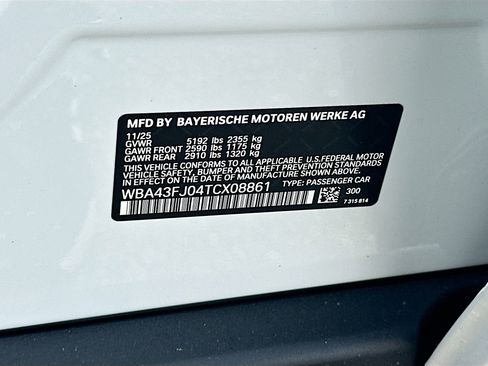 MFD BY BAYERISCHE MOTOREN WERKE AG
11/25
GVWR 5192 lbs 2355 kg
GAWR FRONT 2590 lbs 1175 kg
GAWR REAR 2910 lbs 1320 kg
THIS VEHICLE CONFORMS TO ALL APPLICABLE U.S.FEDERAL MOTOR
VEHICLE SAFETY, BUMPER, AND THEFT PREVENTION STANDARDS
IN EFFECT ON THE DATE OF MANUFACTURE SHOWN ABOVE.
WBA43FJ04TCX08861 TYPE: PASSENGER CAR
300
7 315 814